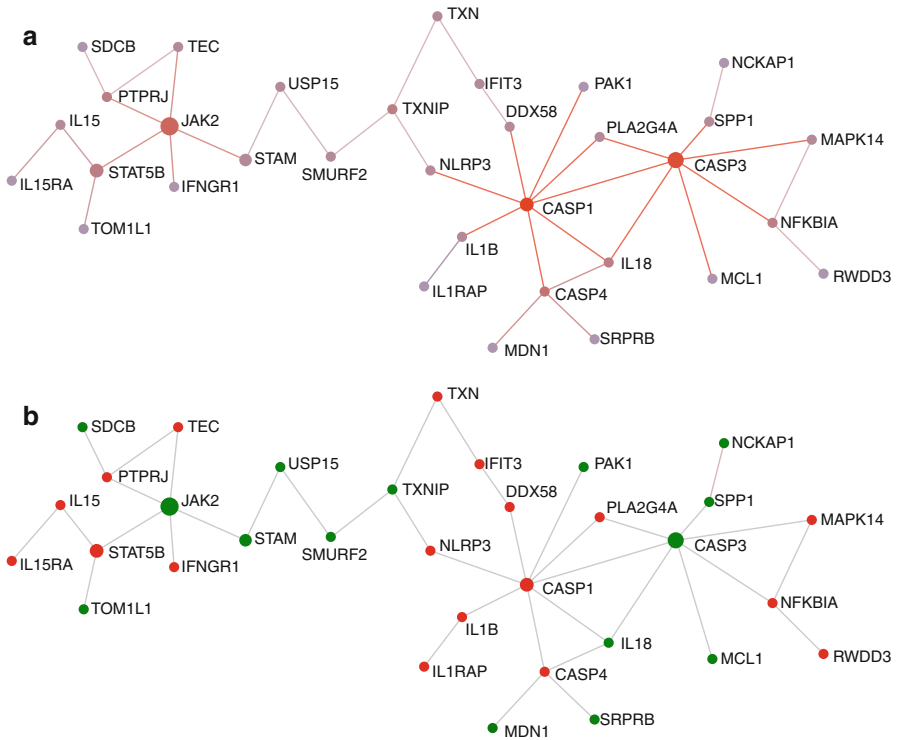 a
TXN
SDCB
TEC
NCKAP1
USP15
IFIT3
PAK1
PTPRJ
TXNIP
DDX58
IL15
JAK2
PLA2G4A
SPP1
MAPK14
STAM
NLRP3
CASP3
STAT5B
SMURF2
IL15RA
IFNGR1
CASP1
TOM1L1
NFKBIA
IL1B
IL18
IL1RAP
CASP4
MCL1
RWDD3
MDN1
SRPRB
b
TXN
SDCB
TEC
NCKAP1
USP15
IFIT3
PAK1
PTPRJ
TXNIP
DDX58
IL15
JAK2
PLA2G4A
SPP1
MAPK14
STAM
NLRP3
CASP3
STAT5B
SMURF2
IL15RA
IFNGR1
CASP1
TOM1L1
NFKBIA
IL1B
IL18
IL1RAP
CASP4
MCL1
RWDD3
MDN1
SRPRB